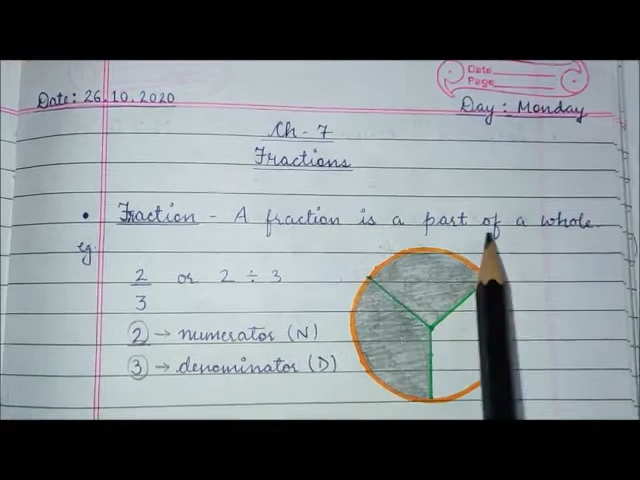 Date
Page
Date: 26.10.2020
Day: Monday
Ch - 7
Fractions
• Fraction - A fraction is a part of a whole.
eg.
2/3 or 2 ÷ 3
2 → numerator (N)
3 → denominator (D)